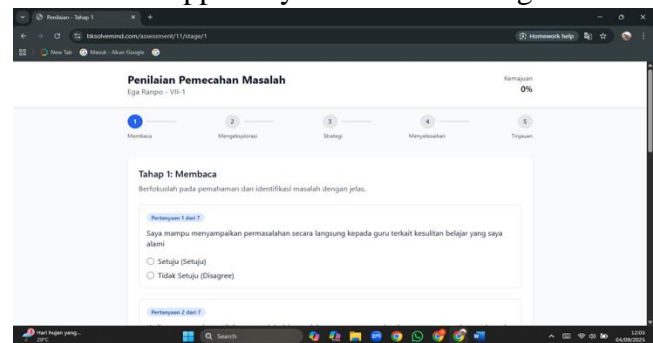 Penilaian - Tahap 1
bksolvemind.com/assessment/11/stage/1
Homework help
New Tab
Masuk - Akun Google
Penilaian Pemecahan Masalah
Ega Ranpo - VII-1
Kemajuan
0%
1
2
3
4
5
Membaca
Mengeksplorasi
Strategi
Menyelesaikan
Tinjauan
Tahap 1: Membaca
Berfokuslah pada pemahaman dan identifikasi masalah dengan jelas.
Pertanyaan 1 dari 7
Saya mampu menyampaikan permasalahan secara langsung kepada guru terkait kesulitan belajar yang saya
alami
Setuju (Setuju)
Tidak Setuju (Disagree)
Pertanyaan 2 dari 7
Hari hujan yang...
29°C
Search
12:05
04/09/2025